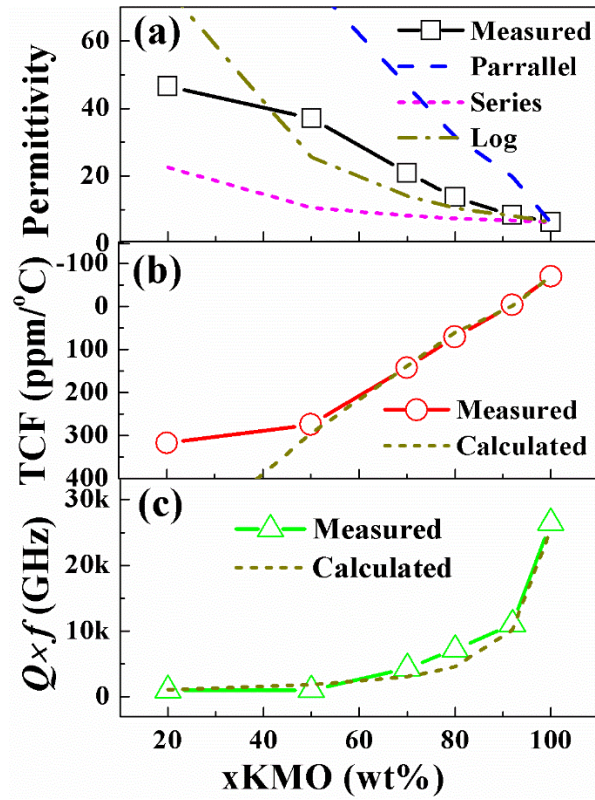 (a)
Measured
Parrallel
Series
Log
Permittivity
60
40
20
0
(b)
Measured
Calculated
TCF (ppm/°C)
-100
0
100
200
300
400
(c)
Measured
Calculated
Q×f (GHz)
30k
20k
10k
0
20 40 60 80 100
xKMO (wt%)